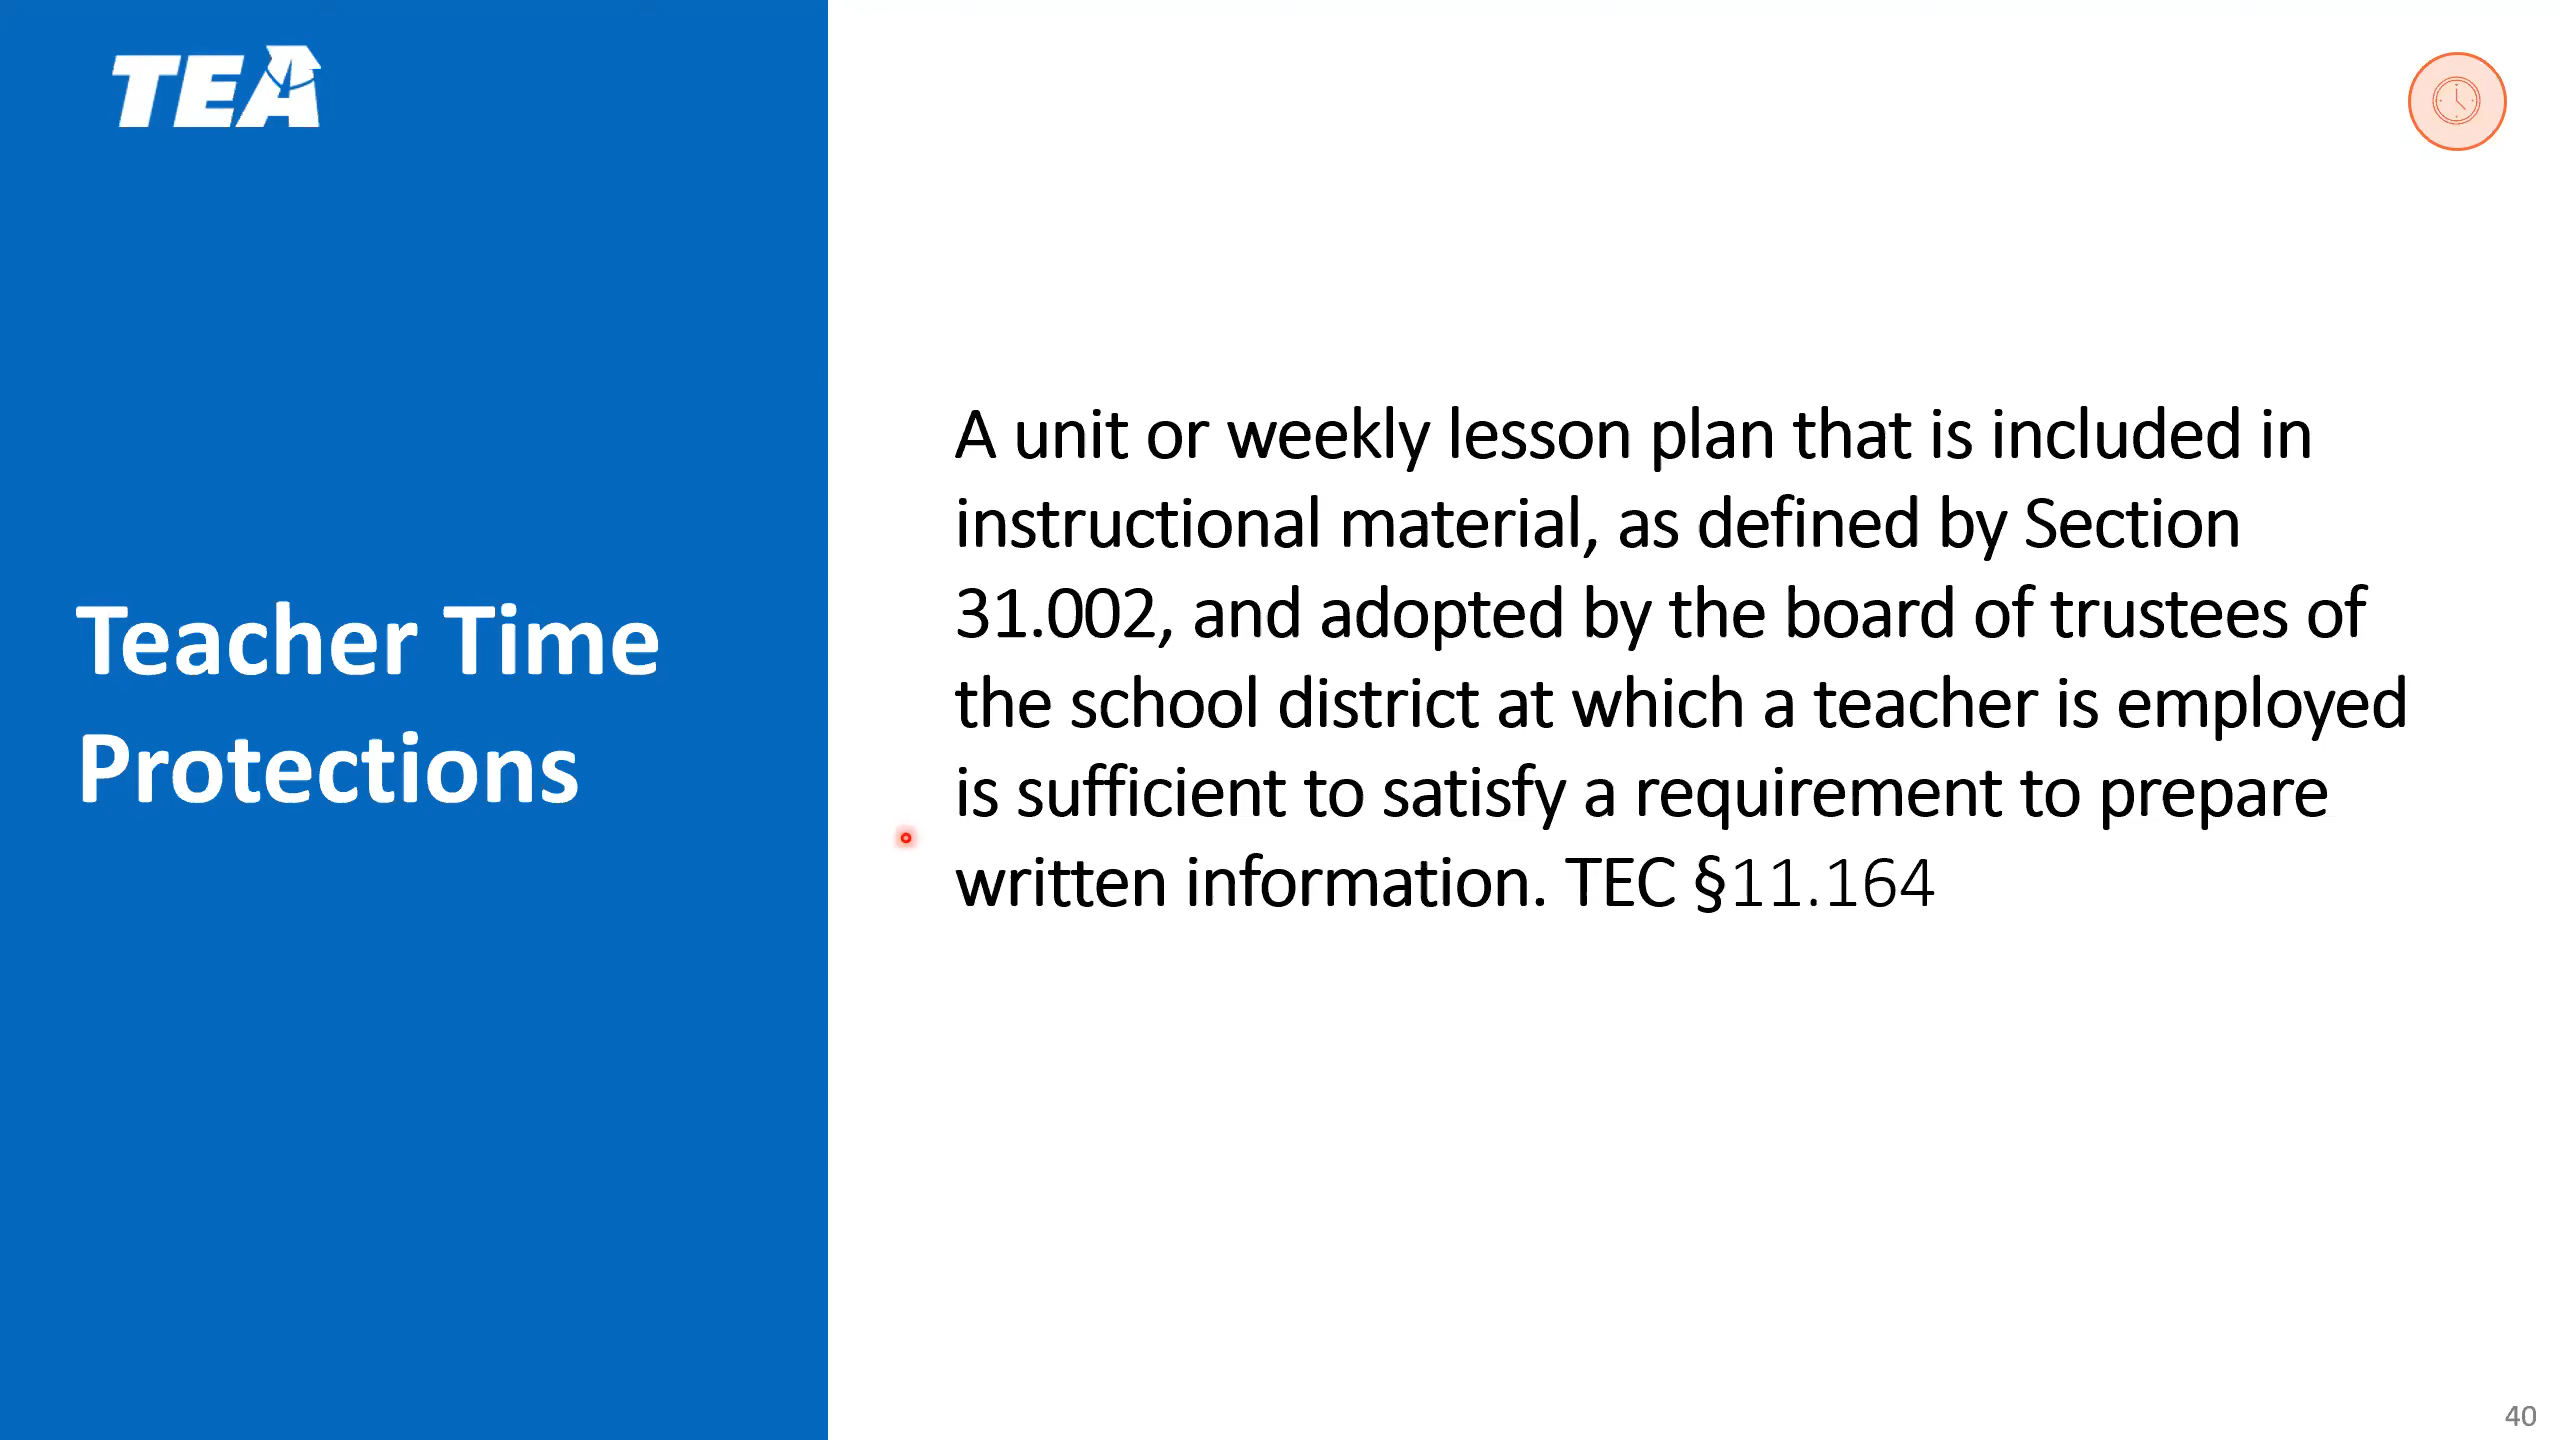 TEA
Teacher Time
Protections
A unit or weekly lesson plan that is included in
instructional material, as defined by Section
31.002, and adopted by the board of trustees of
the school district at which a teacher is employed
is sufficient to satisfy a requirement to prepare
written information. TEC §11.164
40